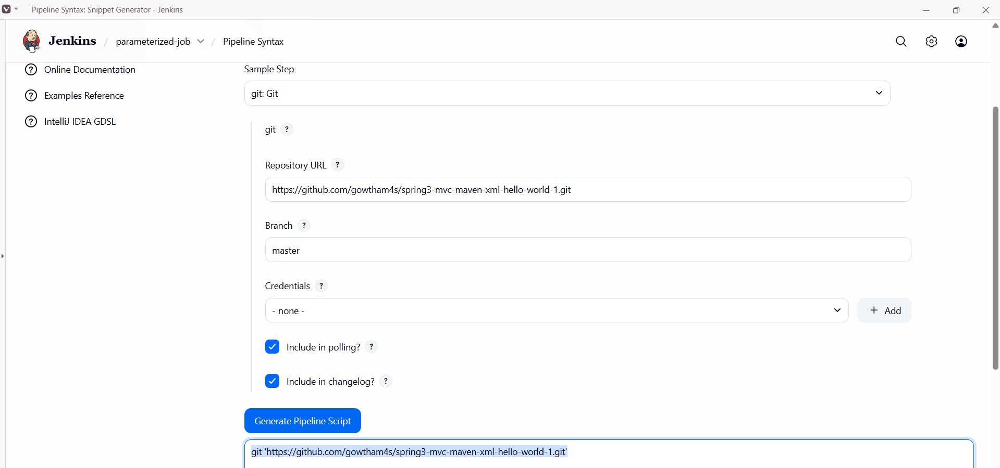 Pipeline Syntax: Snippet Generator - Jenkins
Jenkins / parameterized-job / Pipeline Syntax
Online Documentation
Examples Reference
IntelliJ IDEA GDSL
Sample Step
git: Git
git ?
Repository URL ?
https://github.com/gowtham4s/spring3-mvc-maven-xml-hello-world-1.git
Branch ?
master
Credentials ?
- none -
+ Add
Include in polling? ?
Include in changelog? ?
Generate Pipeline Script
git 'https://github.com/gowtham4s/spring3-mvc-maven-xml-hello-world-1.git'